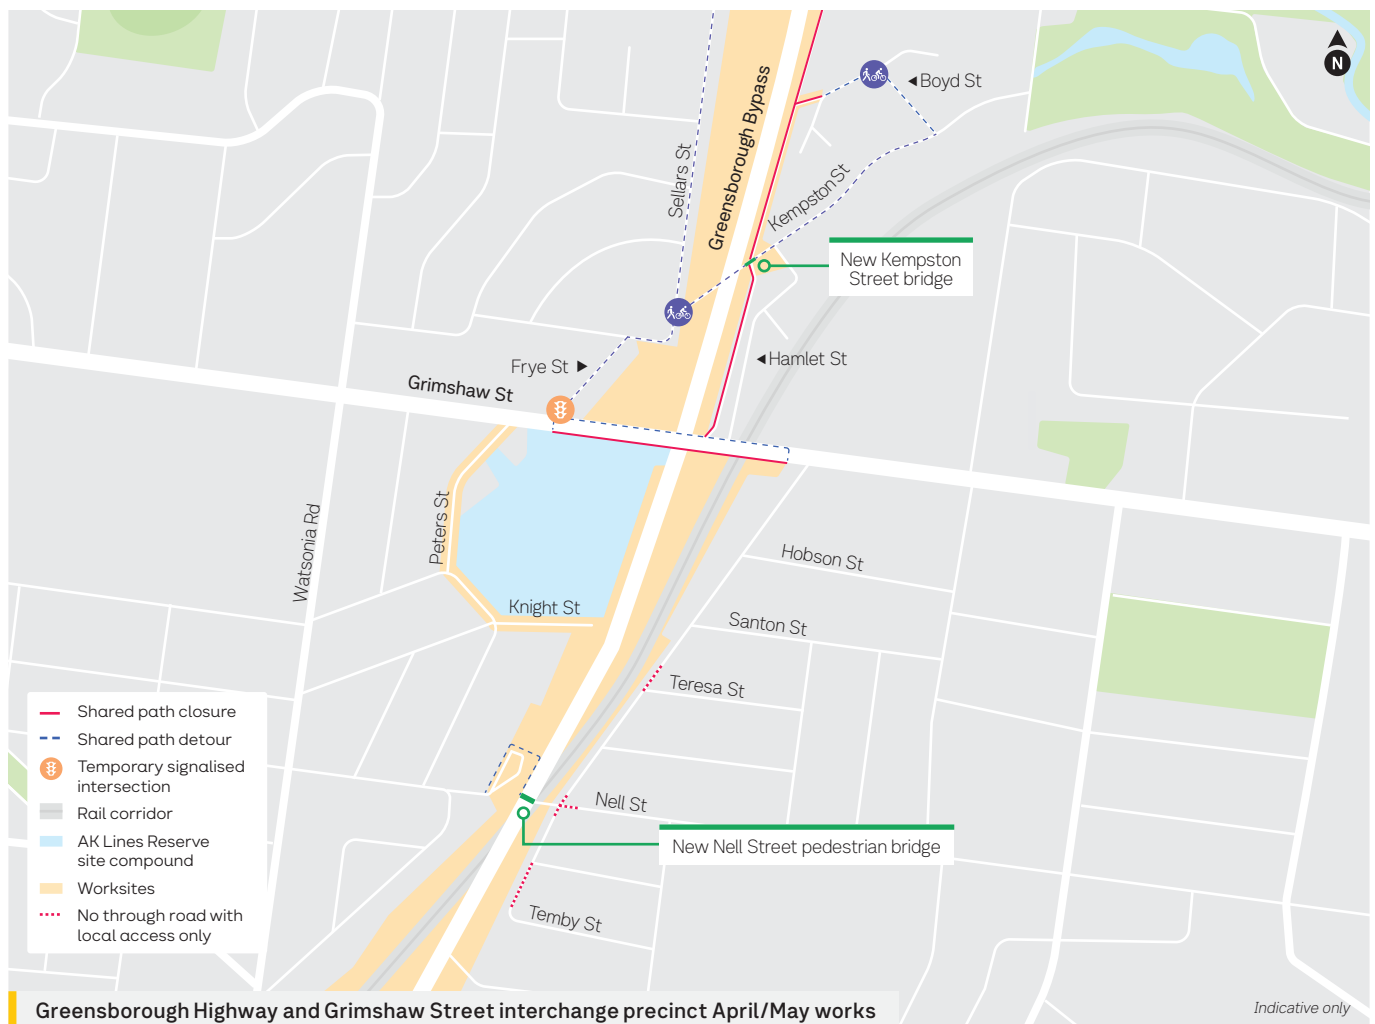 N
Boyd St
Greensborough Bypass
Sellars St
Kempston St
New Kempston
Street bridge
Frye St
Hamlet St
Grimshaw St
Peters St
Watsonia Rd
Hobson St
Knight St
Santon St
Teresa St
Nell St
New Nell Street pedestrian bridge
Temby St
Shared path closure
Shared path detour
Temporary signalised
intersection
Rail corridor
AK Lines Reserve
site compound
Worksites
No through road with
local access only
Greensborough Highway and Grimshaw Street interchange precinct April/May works
Indicative only